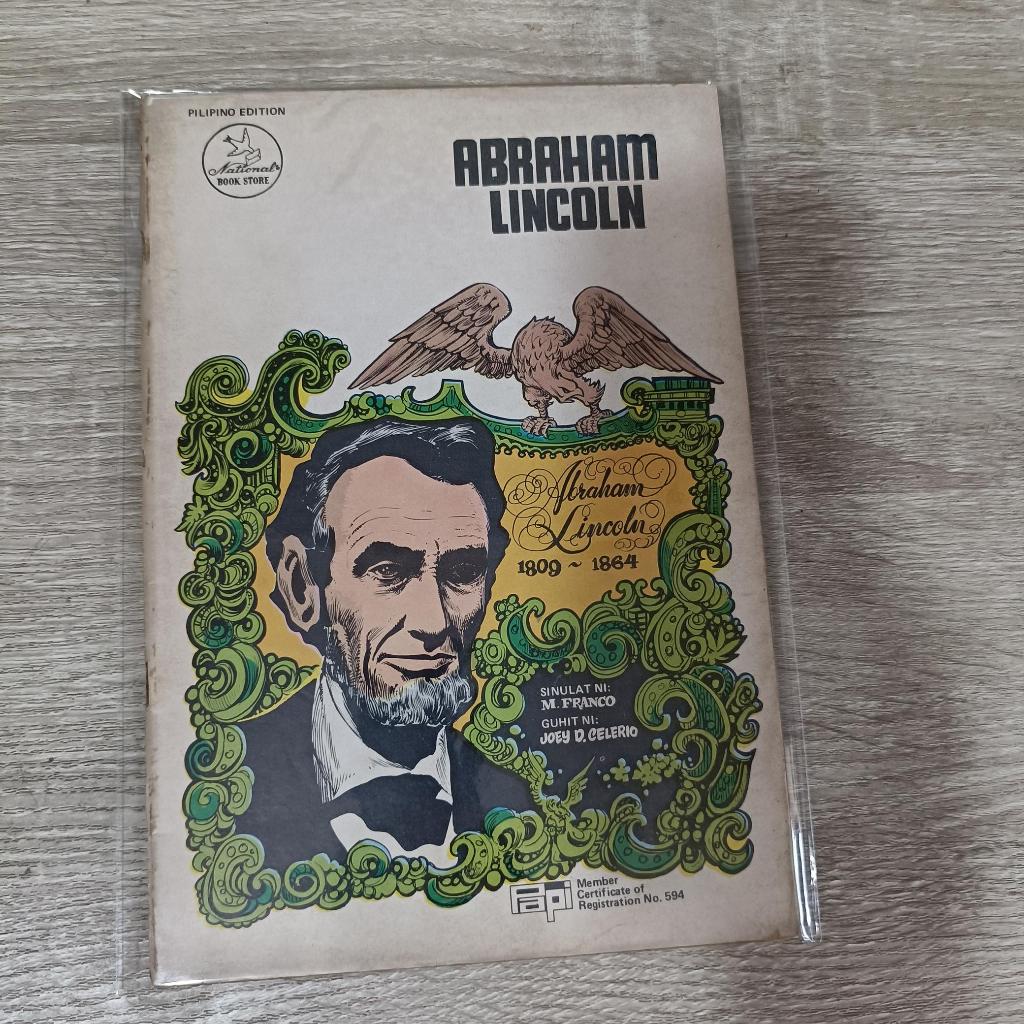 PILIPINO EDITION
National
BOOK STORE
ABRAHAM
LINCOLN
Abraham
Lincoln
1809 ~ 1864
SINULAT NI:
M. FRANCO
GUHIT NI:
JOEY D. CELERIO
papi
Member
Certificate of
Registration No. 594